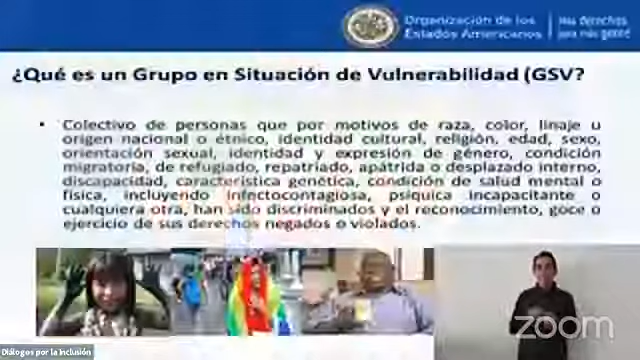 Organización de los
Estados Americanos
Más derechos
para más gente
¿Qué es un Grupo en Situación de Vulnerabilidad (GSV?
• Colectivo de personas que por motivos de raza, color, linaje u
origen nacional o étnico, identidad cultural, religión, edad, sexo,
orientación sexual, identidad y expresión de género, condición
migratoria, de refugiado, repatriado, apátrida o desplazado interno,
discapacidad, característica genética, condición de salud mental o
física, incluyendo infectocontagiosa, psíquica incapacitante o
cualquiera otra, han sido discriminados y el reconocimiento, goce o
ejercicio de sus derechos negados o violados.
zoom
Diálogos por la inclusión